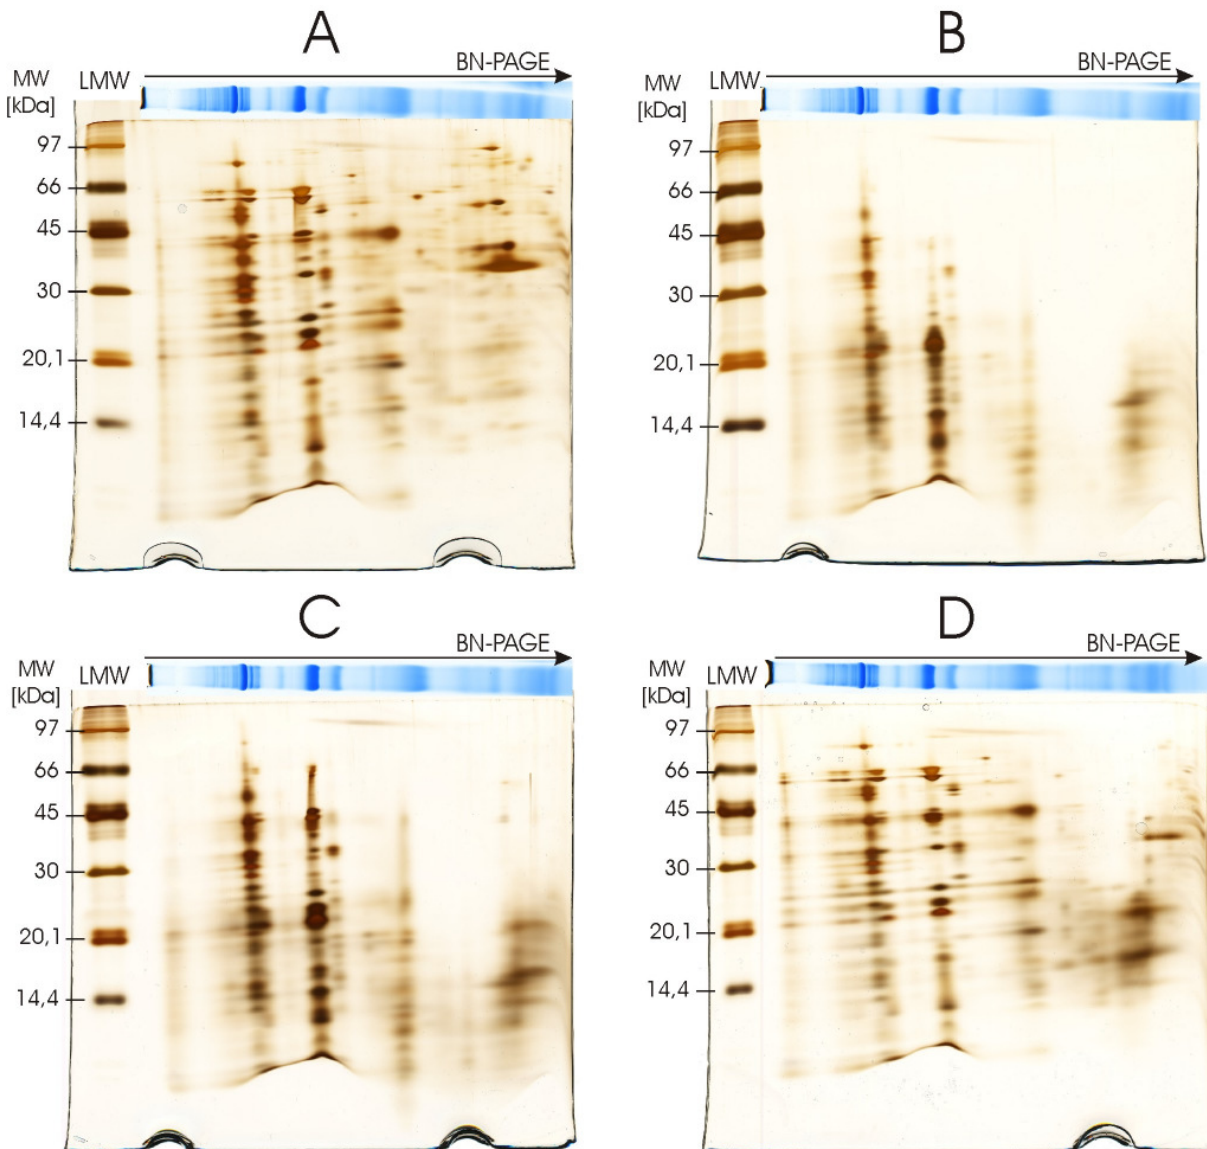 A
BN-PAGE
MW
[kDa]
LMW
97
66
45
30
20,1
14,4
B
BN-PAGE
MW
[kDa]
LMW
97
66
45
30
20,1
14,4
C
BN-PAGE
MW
[kDa]
LMW
97
66
45
30
20,1
14,4
D
BN-PAGE
MW
[kDa]
LMW
97
66
45
30
20,1
14,4